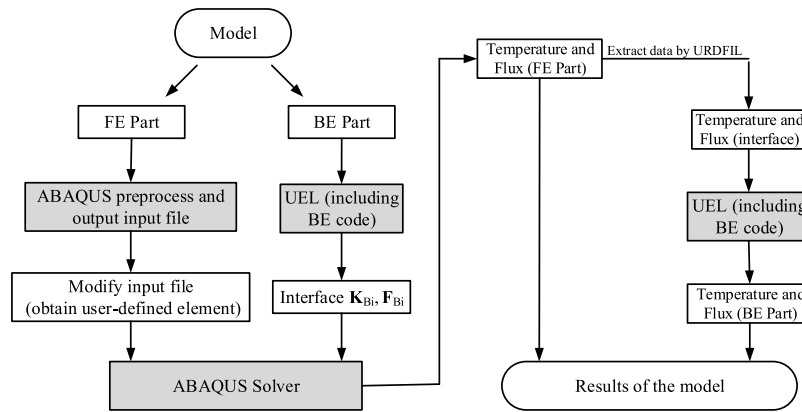 Model
FE Part
BE Part
ABAQUS preprocess and
output input file
UEL (including
BE code)
Modify input file
(obtain user-defined element)
Interface KBi, FBi
ABAQUS Solver
Temperature and
Flux (FE Part)
Extract data by URDFIL
Temperature and
Flux (interface)
UEL (including
BE code)
Temperature and
Flux (BE Part)
Results of the model